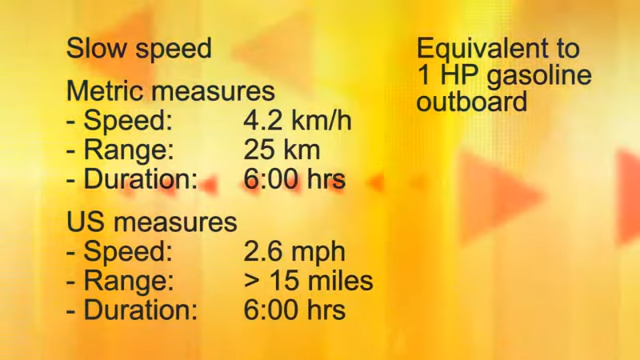 Slow speed
Metric measures
- Speed: 4.2 km/h
- Range: 25 km
- Duration: 6:00 hrs
US measures
- Speed: 2.6 mph
- Range: > 15 miles
- Duration: 6:00 hrs
Equivalent to
1 HP gasoline
outboard